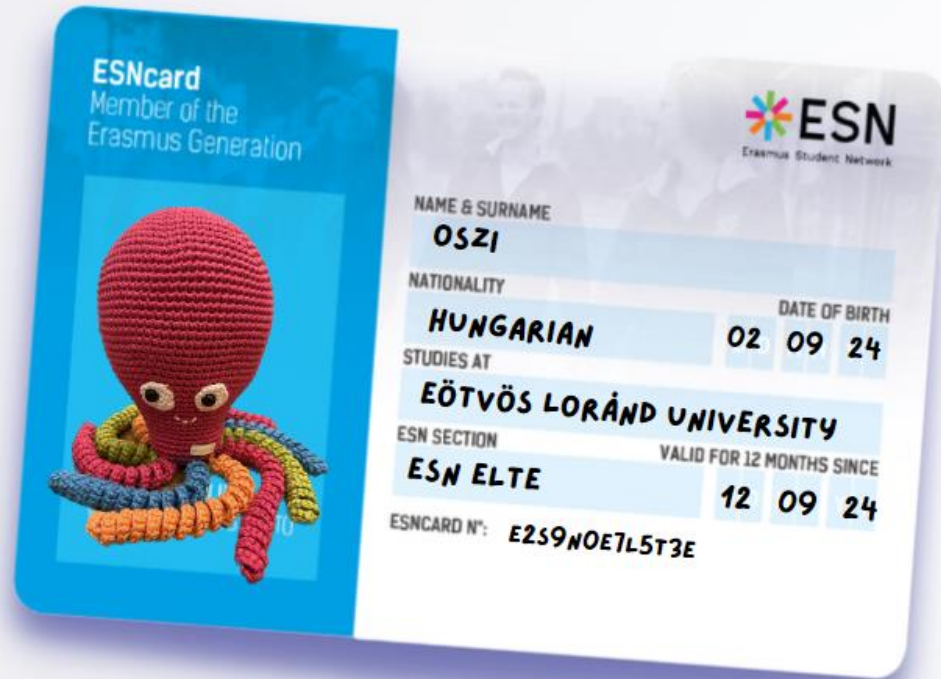 ESNcard
Member of the
Erasmus Generation
ESN
Erasmus Student Network
NAME & SURNAME
OSZI
NATIONALITY
DATE OF BIRTH
HUNGARIAN
02 09 24
STUDIES AT
EÖTVÖS LORÁND UNIVERSITY
ESN SECTION
VALID FOR 12 MONTHS SINCE
ESN ELTE
12 09 24
ESNCARD N°: E2S9NOE7L5T3E